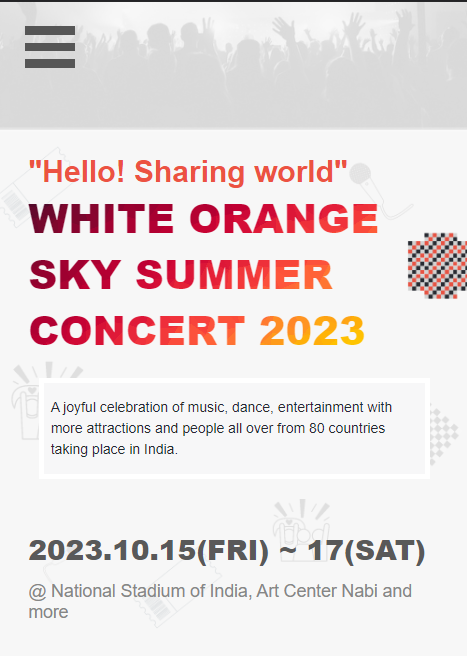 "Hello! Sharing world"
WHITE ORANGE
SKY SUMMER
CONCERT 2023
A joyful celebration of music, dance, entertainment with
more attractions and people all over from 80 countries
taking place in India.
2023.10.15(FRI) ~ 17(SAT)
@ National Stadium of India, Art Center Nabi and
more